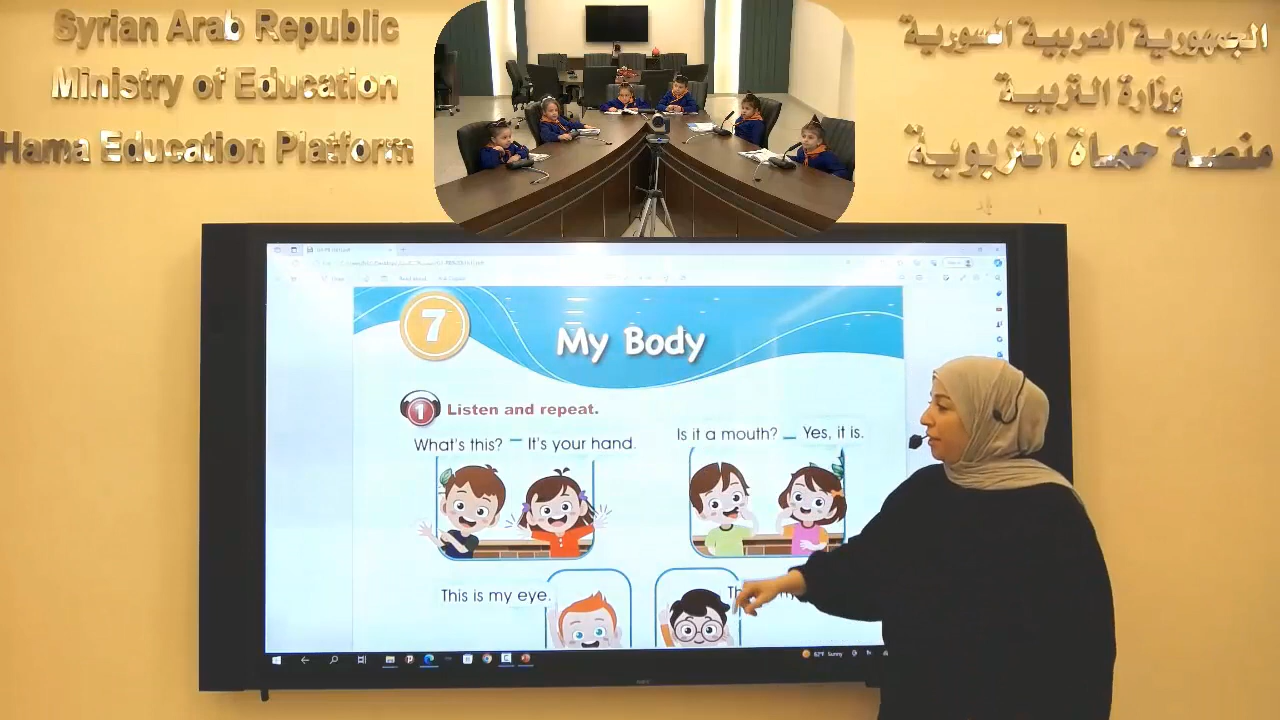 Syrian Arab Republic
Ministry of Education
Hama Education Platform
الجمهورية العربية السورية
وزارة التربية
منصة حماة التربوية
7
My Body
1 Listen and repeat.
What's this? – It's your hand.
Is it a mouth? _ Yes, it is.
This is my eye.
82°F Sunny